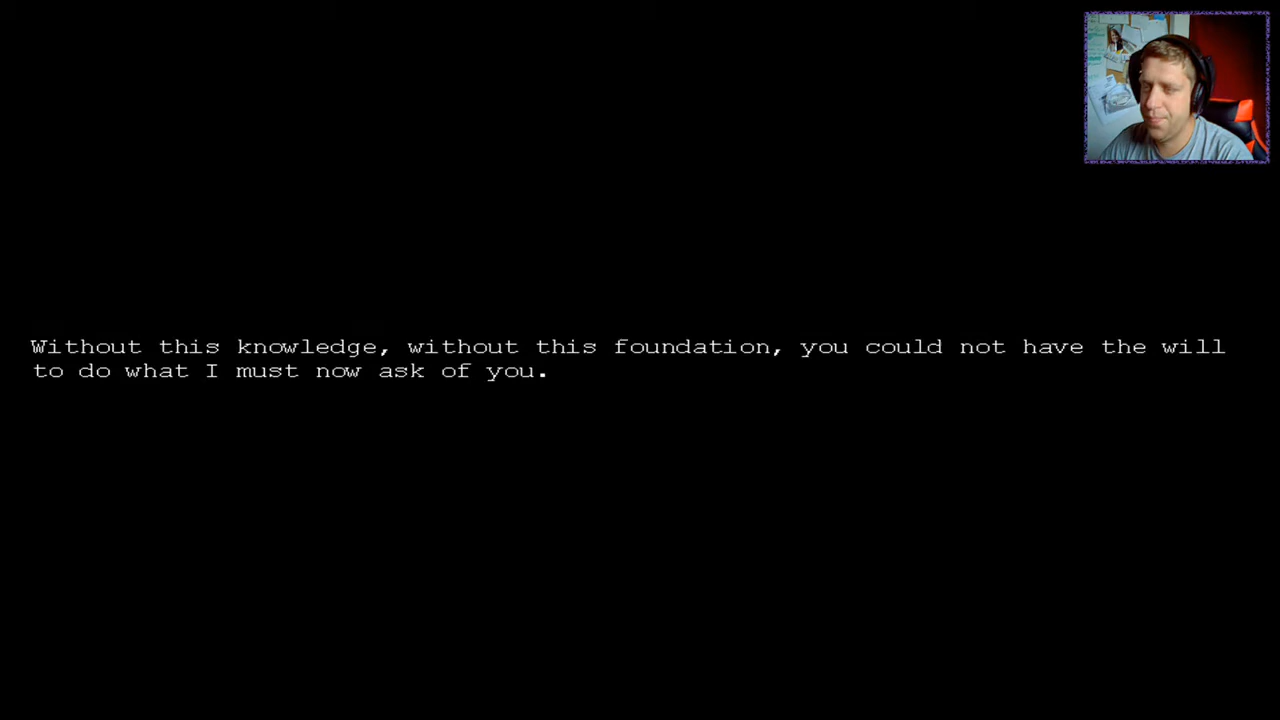 Without this knowledge, without this foundation, you could not have the will
to do what I must now ask of you.